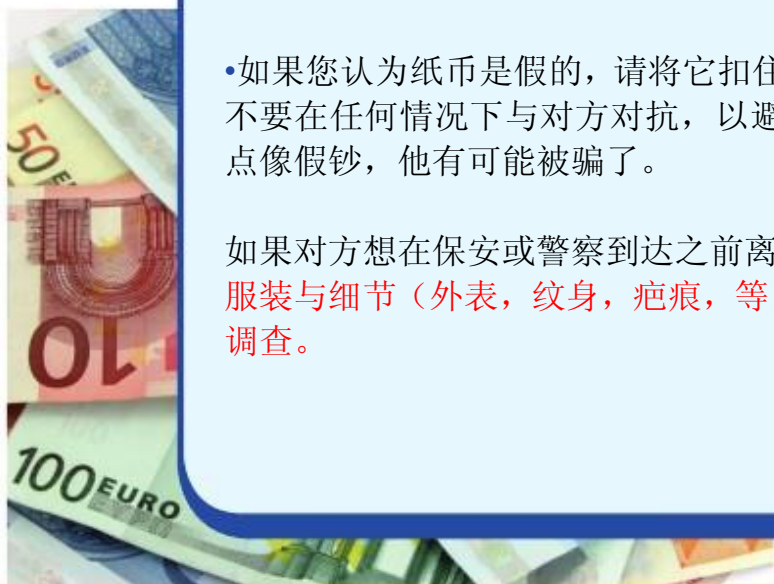 •如果您认为纸币是假的，请将它扣住
不要在任何情况下与对方对抗，以避
点像假钞，他有可能被骗了。
如果对方想在保安或警察到达之前离
服装与细节（外表，纹身，疤痕，等
调查。
50
10
100 EURO